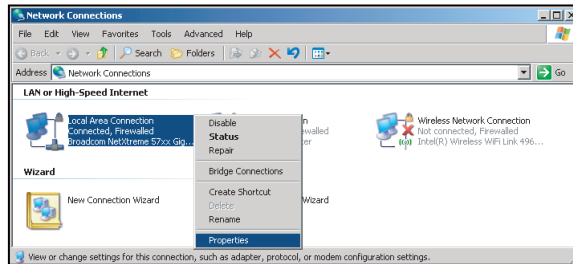 Network Connections
File Edit View Favorites Tools Advanced Help
Back Search Folders
Address Network Connections Go
LAN or High-Speed Internet
Local Area Connection
Connected, Firewalled
Broadcom NetXtreme 57xx Gig...
Disable
Status
Repair
Bridge Connections
Create Shortcut
Delete
Rename
Properties
Wireless Network Connection
Not connected, Firewalled
Intel(R) Wireless WiFi Link 496...
Wizard
New Connection Wizard
Wizard
View or change settings for this connection, such as adapter, protocol, or modem configuration settings.